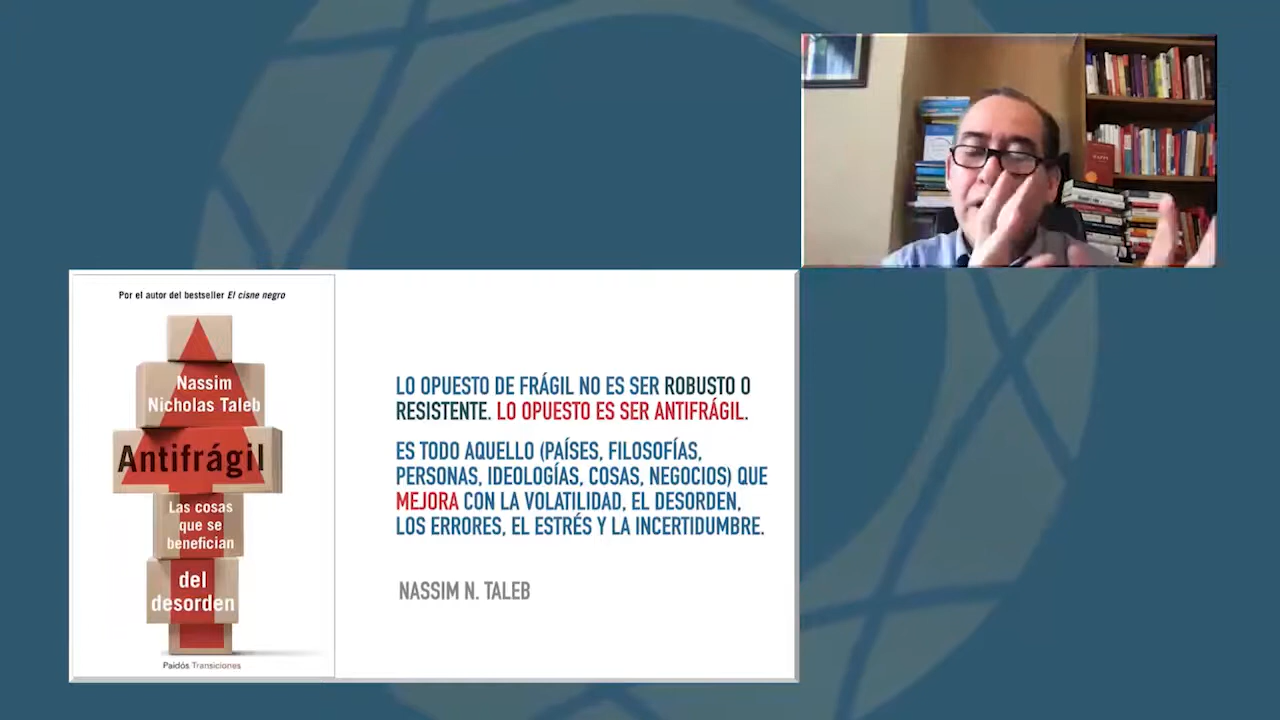 Por el autor del bestseller El cisne negro
Nassim
Nicholas Taleb
Antifrágil
Las cosas
que se
benefician
del
desorden
Paidós Transiciones
LO OPUESTO DE FRÁGIL NO ES SER ROBUSTO O
RESISTENTE. LO OPUESTO ES SER ANTIFRÁGIL.
ES TODO AQUELLO (PAÍSES, FILOSOFÍAS,
PERSONAS, IDEOLOGÍAS, COSAS, NEGOCIOS) QUE
MEJORA CON LA VOLATILIDAD, EL DESORDEN,
LOS ERRORES, EL ESTRÉS Y LA INCERTIDUMBRE.
NASSIM N. TALEB